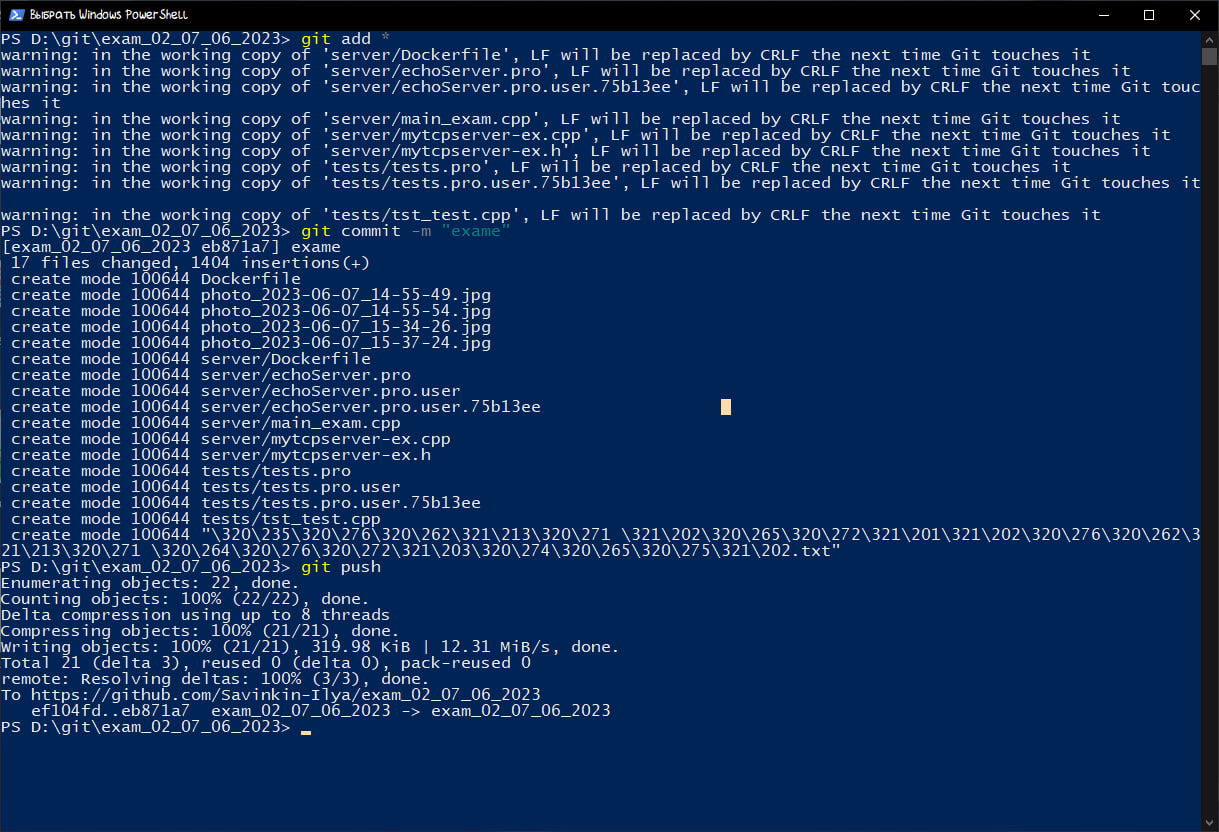 Выбрать Windows PowerShell
PS D:\git\exam_02_07_06_2023> git add *
warning: in the working copy of 'server/Dockerfile', LF will be replaced by CRLF the next time Git touches it
warning: in the working copy of 'server/echoServer.pro', LF will be replaced by CRLF the next time Git touches it
warning: in the working copy of 'server/echoServer.pro.user.75b13ee', LF will be replaced by CRLF the next time Git touc
hes it
warning: in the working copy of 'server/main_exam.cpp', LF will be replaced by CRLF the next time Git touches it
warning: in the working copy of 'server/mytcpserver-ex.cpp', LF will be replaced by CRLF the next time Git touches it
warning: in the working copy of 'server/mytcpserver-ex.h', LF will be replaced by CRLF the next time Git touches it
warning: in the working copy of 'tests/tests.pro', LF will be replaced by CRLF the next time Git touches it
warning: in the working copy of 'tests/tests.pro.user.75b13ee', LF will be replaced by CRLF the next time Git touches it
warning: in the working copy of 'tests/tst_test.cpp', LF will be replaced by CRLF the next time Git touches it
PS D:\git\exam_02_07_06_2023> git commit -m "exame"
[exam_02_07_06_2023 eb871a7] exame
17 files changed, 1404 insertions(+)
create mode 100644 Dockerfile
create mode 100644 photo_2023-06-07_14-55-49.jpg
create mode 100644 photo_2023-06-07_14-55-54.jpg
create mode 100644 photo_2023-06-07_15-34-26.jpg
create mode 100644 photo_2023-06-07_15-37-24.jpg
create mode 100644 server/Dockerfile
create mode 100644 server/echoServer.pro
create mode 100644 server/echoServer.pro.user
create mode 100644 server/echoServer.pro.user.75b13ee
create mode 100644 server/main_exam.cpp
create mode 100644 server/mytcpserver-ex.cpp
create mode 100644 server/mytcpserver-ex.h
create mode 100644 tests/tests.pro
create mode 100644 tests/tests.pro.user
create mode 100644 tests/tests.pro.user.75b13ee
create mode 100644 tests/tst_test.cpp
create mode 100644 "\320\235\320\276\320\262\321\213\320\271 \321\202\320\265\320\272\321\201\321\202\320\276\320\262\3
21\213\320\271 \320\264\320\276\320\272\321\203\320\274\320\265\320\275\321\202.txt"
PS D:\git\exam_02_07_06_2023> git push
Enumerating objects: 22, done.
Counting objects: 100% (22/22), done.
Delta compression using up to 8 threads
Compressing objects: 100% (21/21), done.
Writing objects: 100% (21/21), 319.98 KiB | 12.31 MiB/s, done.
Total 21 (delta 3), reused 0 (delta 0), pack-reused 0
remote: Resolving deltas: 100% (3/3), done.
To https://github.com/Savinkin-Ilya/exam_02_07_06_2023
ef104fd..eb871a7  exam_02_07_06_2023 -> exam_02_07_06_2023
PS D:\git\exam_02_07_06_2023>